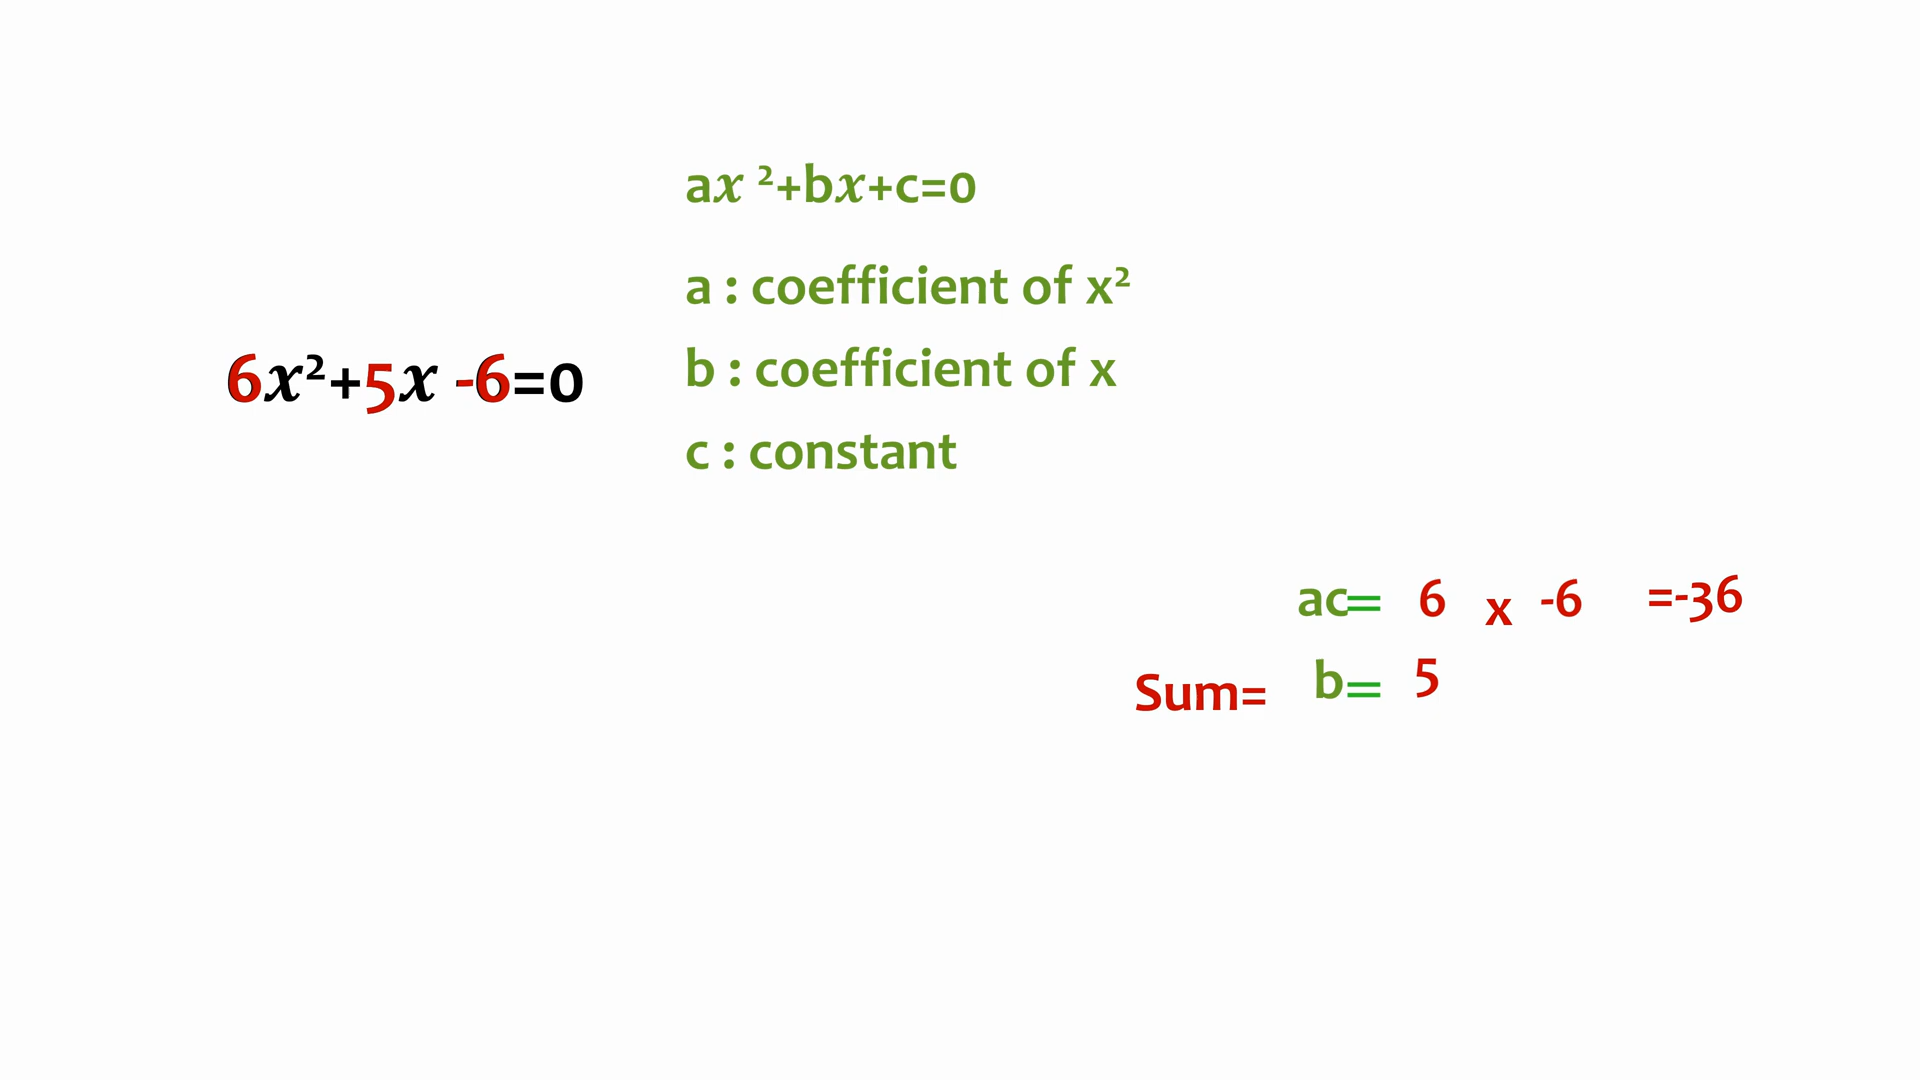 ax ²+bx+c=0
a : coefficient of x²
6x²+5x -6=0
b : coefficient of x
c : constant
ac= 6 x -6 =-36
Sum= b= 5